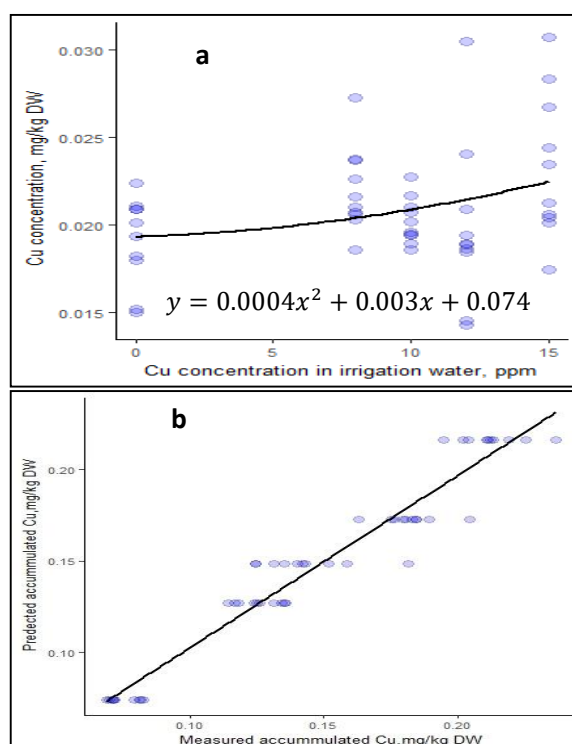 a
0.030
0.025
0.020
0.015
Cu concentration, mg/kg DW
y = 0.0004x² + 0.003x + 0.074
0 5 10 15
Cu concentration in irrigation water, ppm
b
0.20
0.15
0.10
Predected accummulated Cu,mg/kg DW
0.10 0.15 0.20
Measured accumulated Cu,mg/kg DW